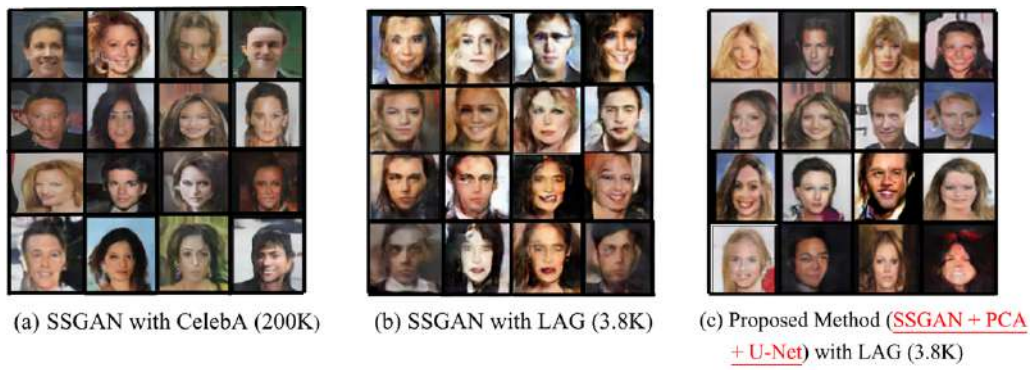 (a) SSGAN with CelebA (200K)
(b) SSGAN with LAG (3.8K)
(c) Proposed Method (SSGAN + PCA
+ U-Net) with LAG (3.8K)